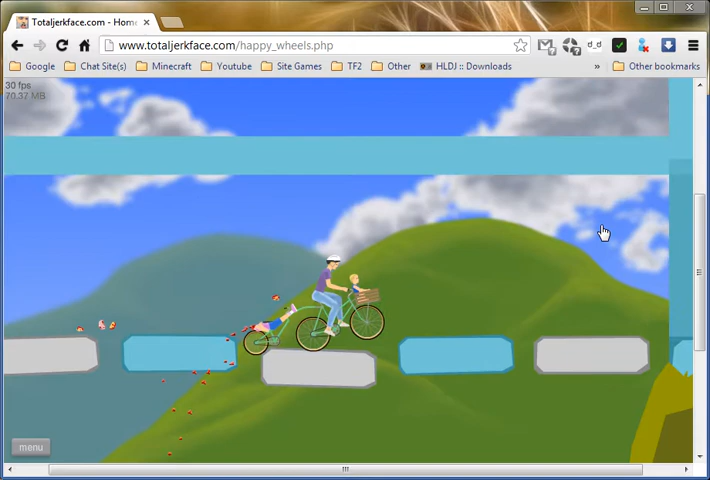 Totaljerkface.com - Home
www.totaljerkface.com/happy_wheels.php
Google Chat Site(s) Minecraft Youtube Site Games TF2 Other HLDJ :: Downloads » Other bookmarks
30 fps
70.37 MB
menu